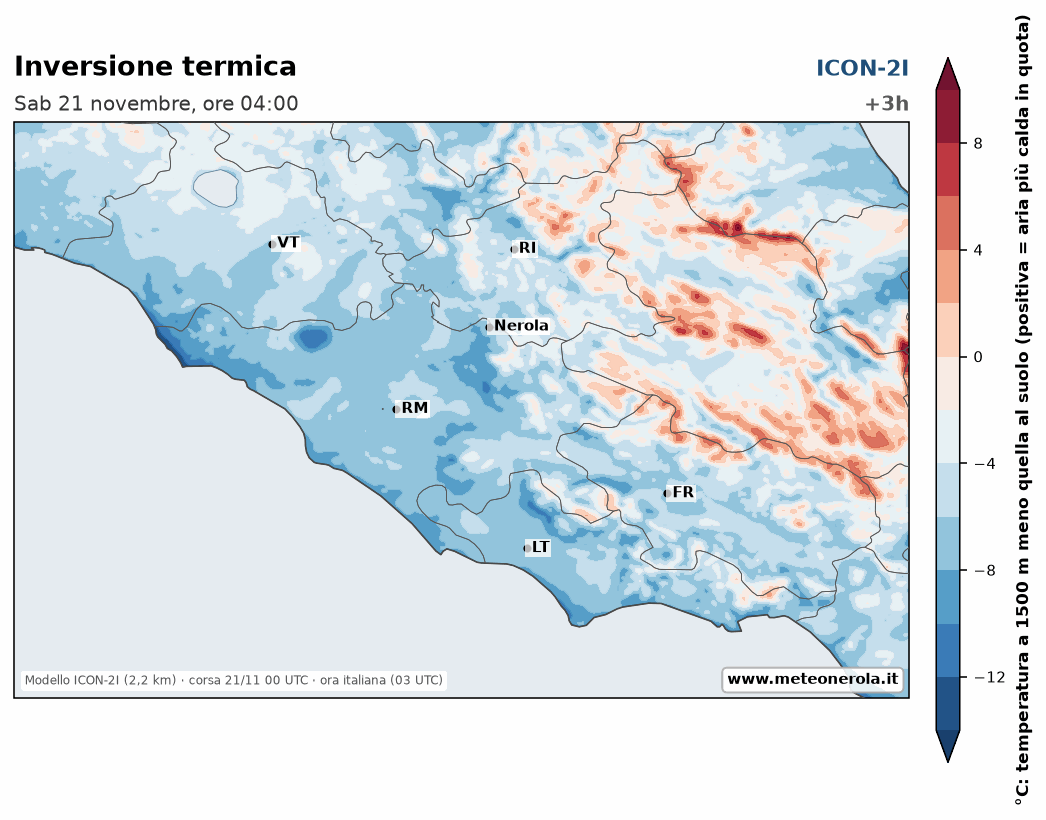 Inversione termica
ICON-2I
Sab 21 novembre, ore 04:00
+3h
VT
RI
Nerola
RM
FR
LT
Modello ICON-2I (2,2 km) · corsa 21/11 00 UTC · ora italiana (03 UTC)
www.meteonerola.it
8
4
0
−4
−8
−12
°C: temperatura a 1500 m meno quella al suolo (positiva = aria più calda in quota)